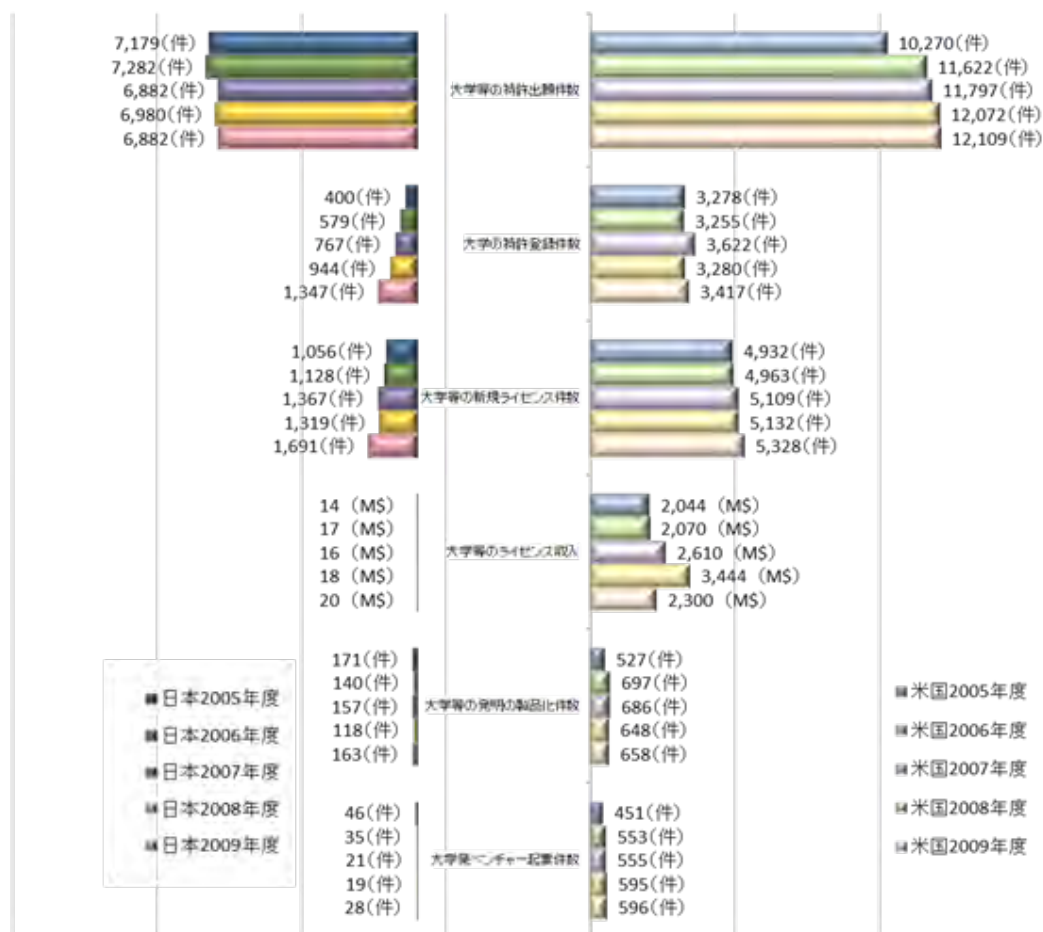 7,179(件)
7,282(件)
6,882(件)
6,980(件)
6,882(件)
大学等の特許出願件数
10,270(件)
11,622(件)
11,797(件)
12,072(件)
12,109(件)
400(件)
579(件)
767(件)
944(件)
1,347(件)
大学の特許登録件数
3,278(件)
3,255(件)
3,622(件)
3,280(件)
3,417(件)
1,056(件)
1,128(件)
1,367(件)
1,319(件)
1,691(件)
大学等の新規ライセンス件数
4,932(件)
4,963(件)
5,109(件)
5,132(件)
5,328(件)
14 (M$)
17 (M$)
16 (M$)
18 (M$)
20 (M$)
大学等のライセンス収入
2,044 (M$)
2,070 (M$)
2,610 (M$)
3,444 (M$)
2,300 (M$)
171(件)
140(件)
157(件)
118(件)
163(件)
大学等の発明の製品化件数
527(件)
697(件)
686(件)
648(件)
658(件)
46(件)
35(件)
21(件)
19(件)
28(件)
大学発ベンチャー起業件数
451(件)
553(件)
555(件)
595(件)
596(件)
日本2005年度
日本2006年度
日本2007年度
日本2008年度
日本2009年度
米国2005年度
米国2006年度
米国2007年度
米国2008年度
米国2009年度